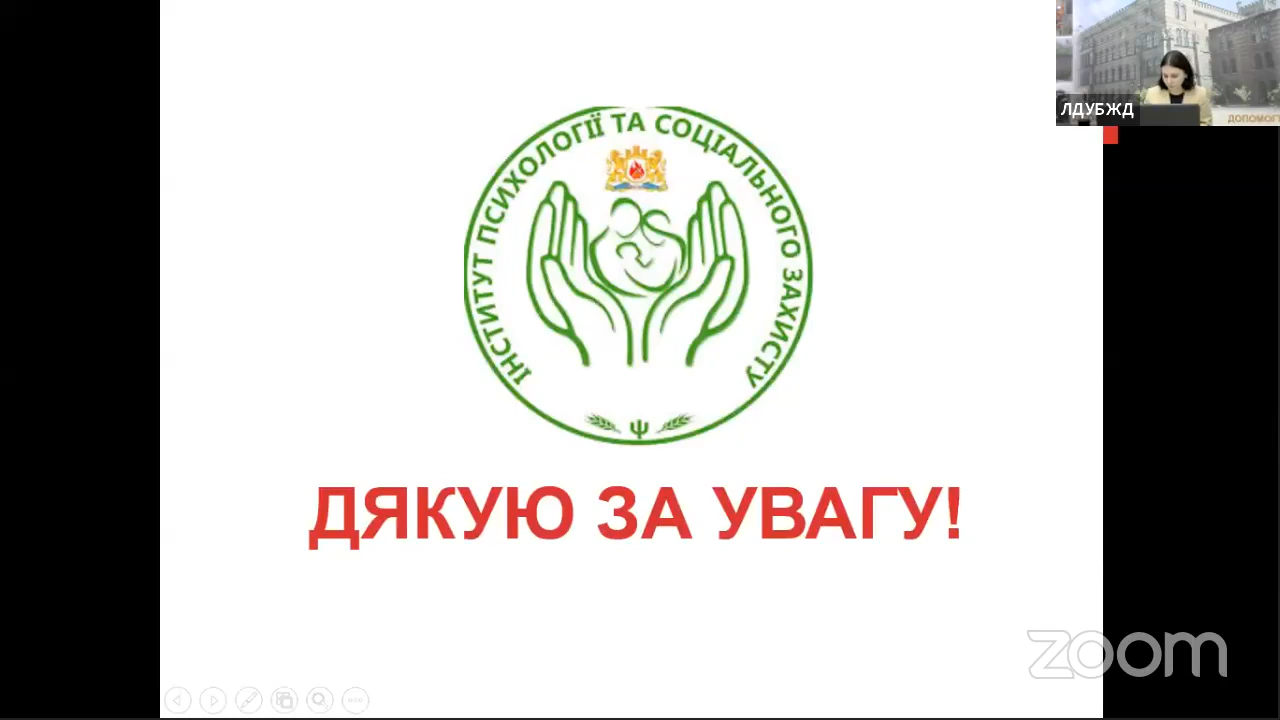 ІНСТИТУТ ПСИХОЛОГІЇ ТА СОЦІАЛЬНОГО ЗАХИСТУ
Ψ
ДЯКУЮ ЗА УВАГУ!
ЛДУБЖД
ДОПОМОГ
zoom